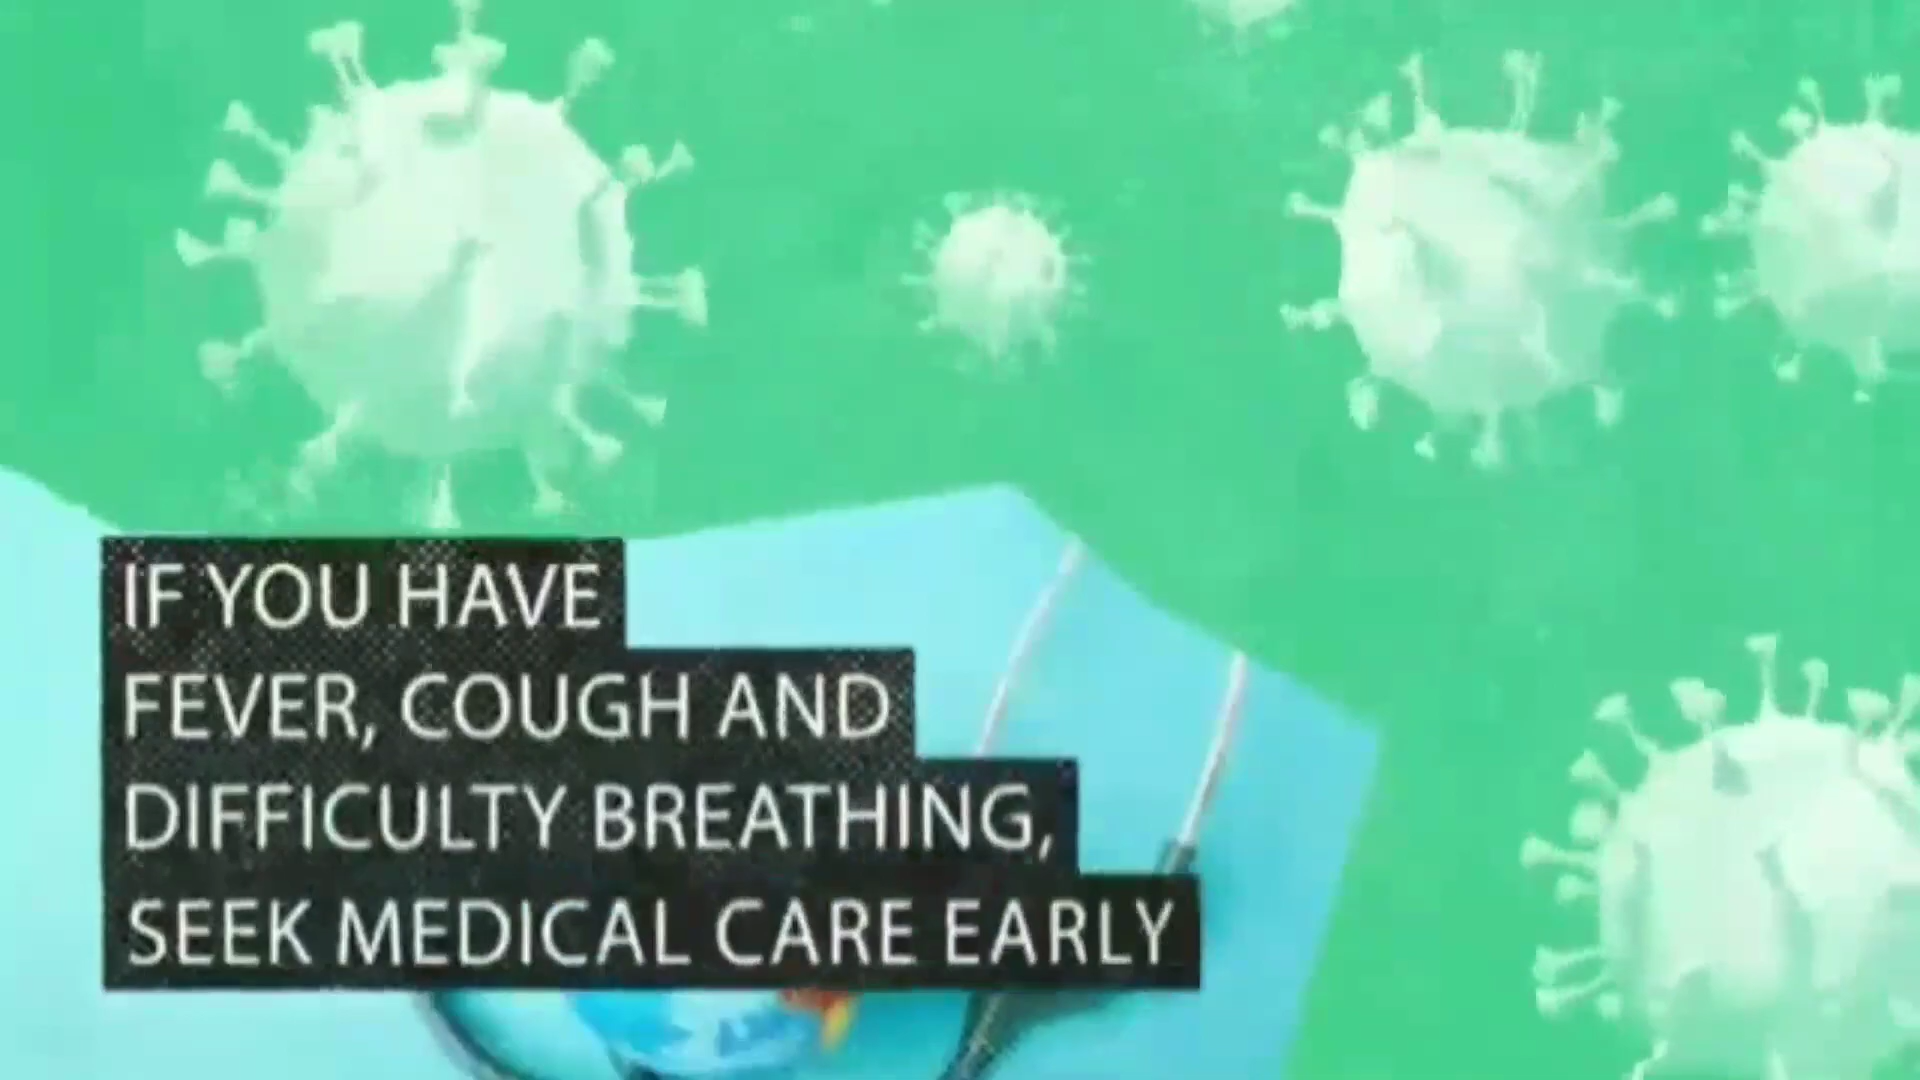 IF YOU HAVE
FEVER, COUGH AND
DIFFICULTY BREATHING,
SEEK MEDICAL CARE EARLY